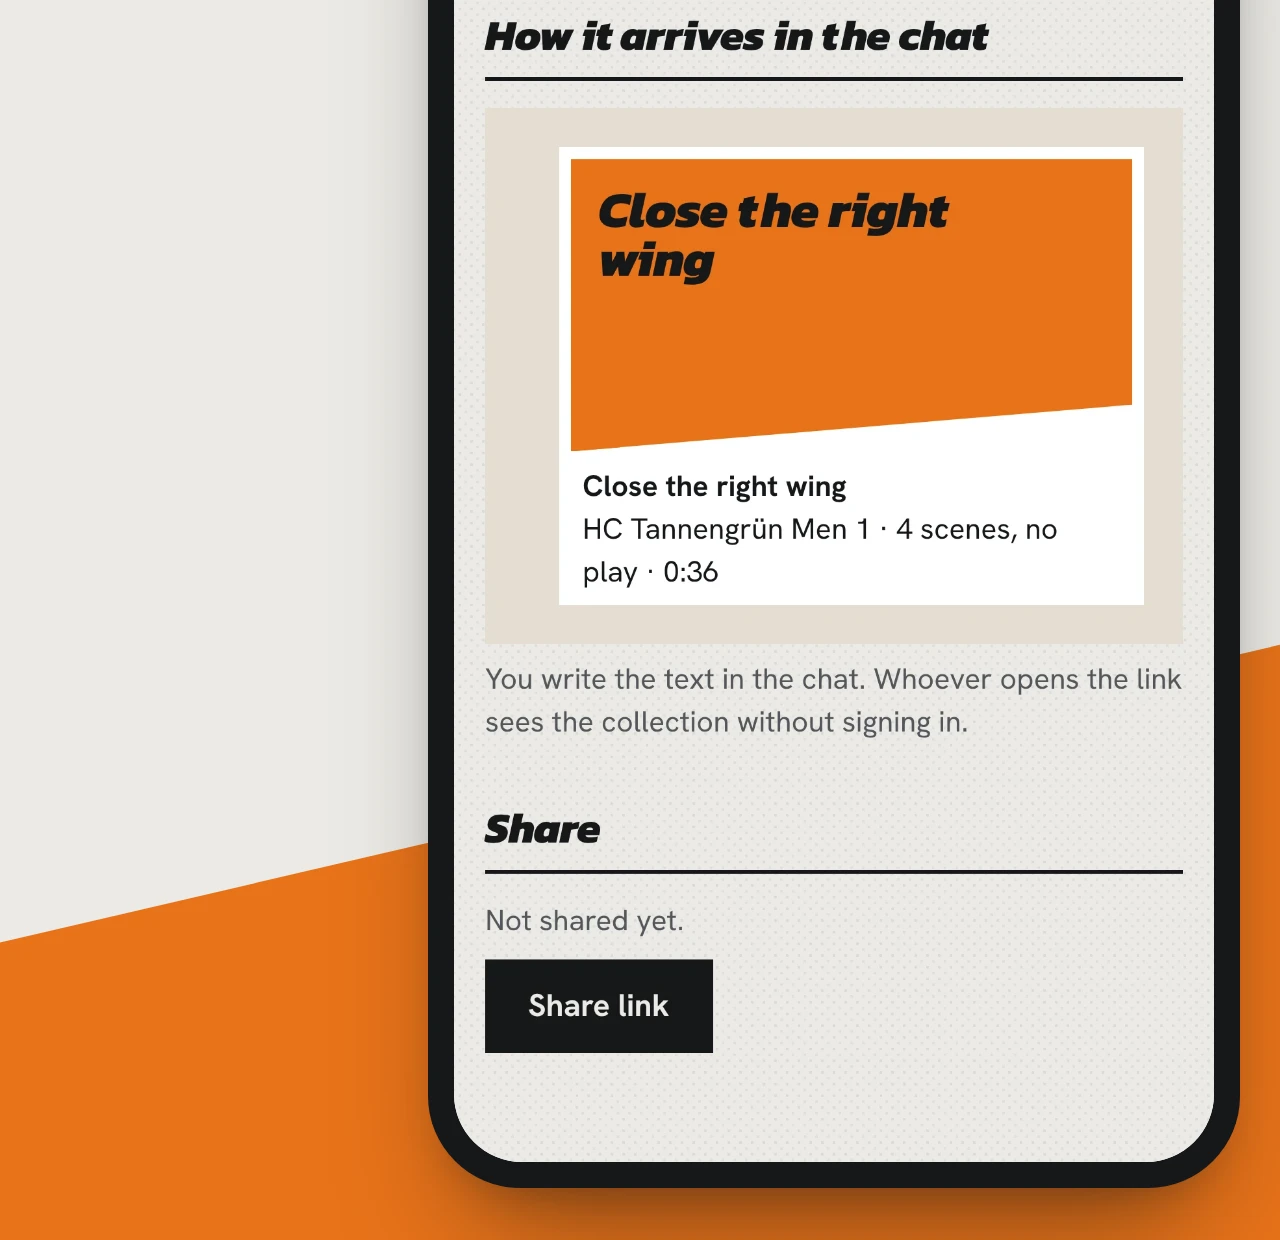 How it arrives in the chat
Close the right
wing
Close the right wing
HC Tannengrün Men 1 · 4 scenes, no
play · 0:36
You write the text in the chat. Whoever opens the link
sees the collection without signing in.
Share
Not shared yet.
Share link